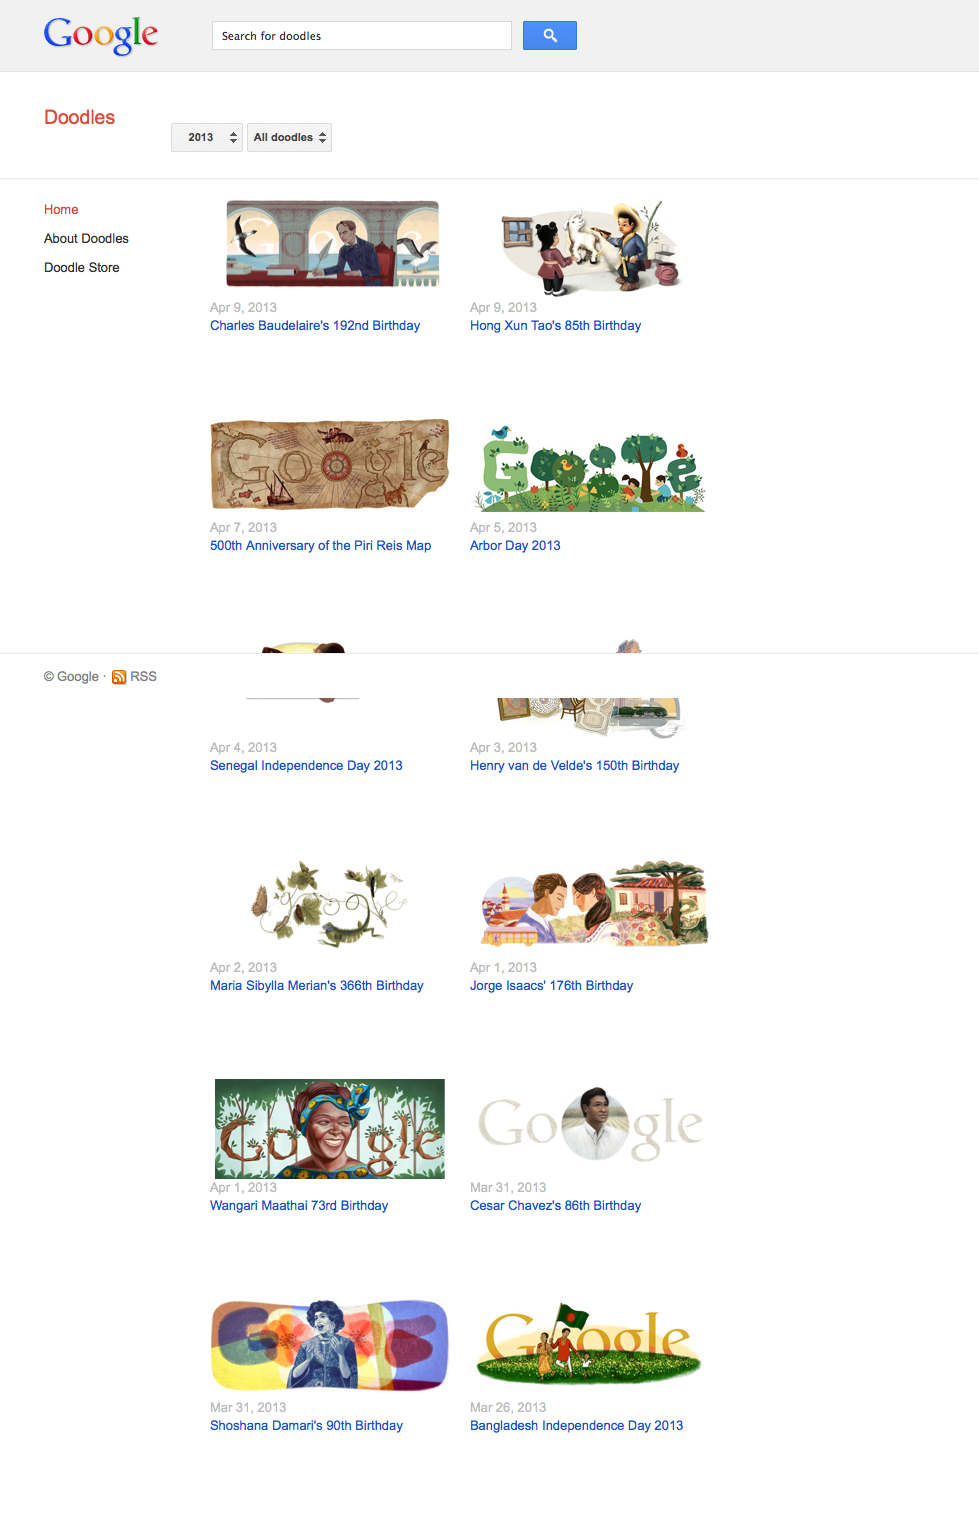 Google
Search for doodles
Doodles
2013
All doodles
Home
About Doodles
Doodle Store
Apr 9, 2013
Charles Baudelaire's 192nd Birthday
Apr 9, 2013
Hong Xun Tao's 85th Birthday
Google
Apr 7, 2013
500th Anniversary of the Piri Reis Map
Google
Apr 5, 2013
Arbor Day 2013
© Google · RSS
Apr 4, 2013
Senegal Independence Day 2013
Apr 3, 2013
Henry van de Velde's 150th Birthday
Apr 2, 2013
Maria Sibylla Merian's 366th Birthday
Apr 1, 2013
Jorge Isaacs' 176th Birthday
Google
Apr 1, 2013
Wangari Maathai 73rd Birthday
Google
Mar 31, 2013
Cesar Chavez's 86th Birthday
Mar 31, 2013
Shoshana Damari's 90th Birthday
Google
Mar 26, 2013
Bangladesh Independence Day 2013